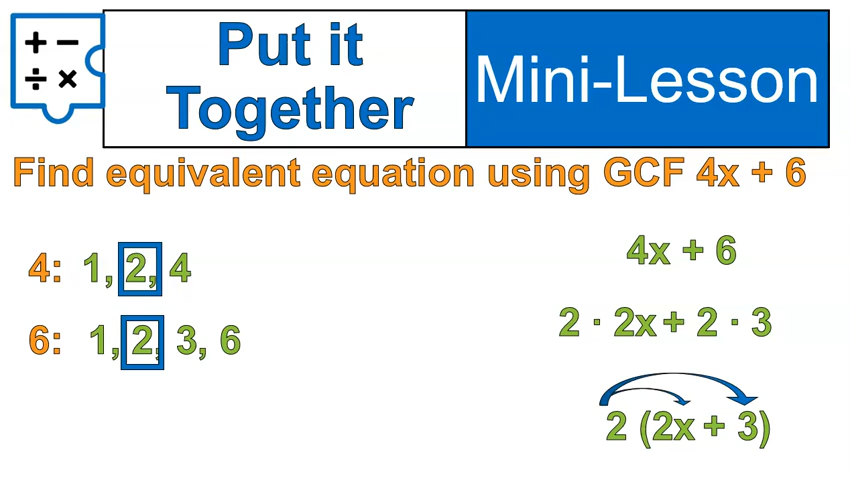 + −
÷ ×
Put it
Together
Mini-Lesson
Find equivalent equation using GCF 4x + 6
4: 1, 2, 4
6: 1, 2, 3, 6
4x + 6
2 · 2x + 2 · 3
2 (2x + 3)